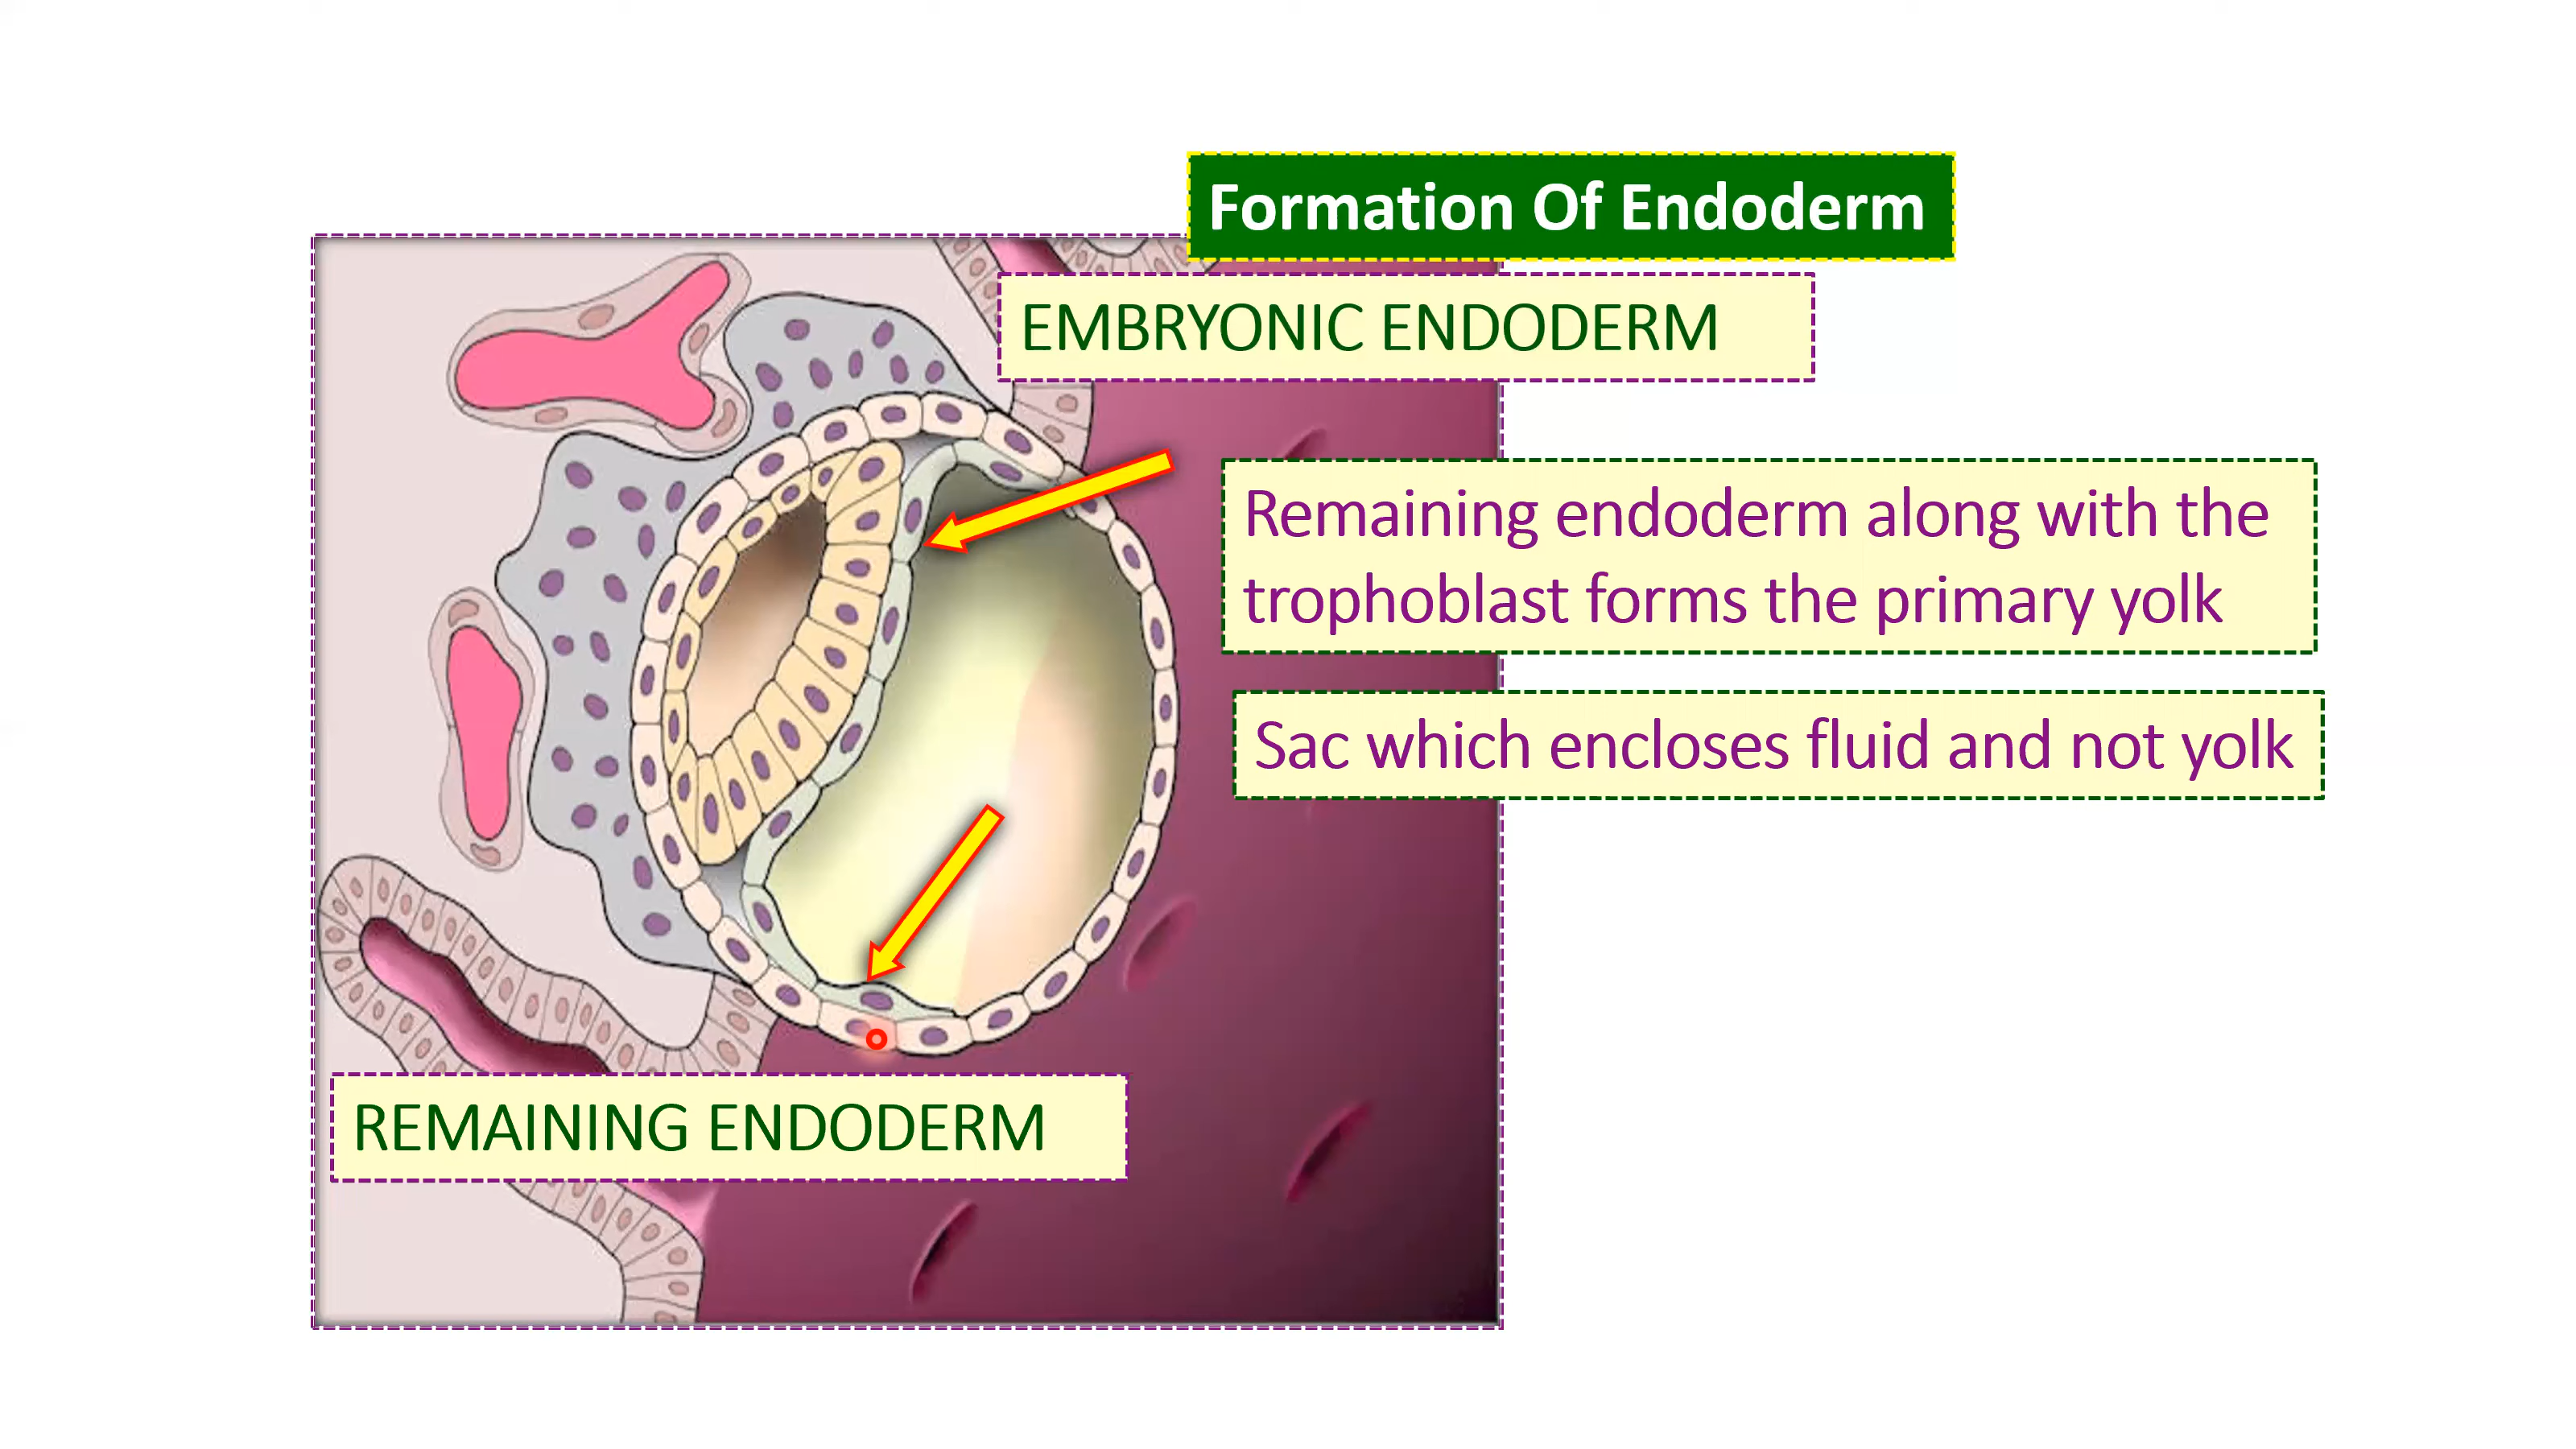 Formation Of Endoderm
EMBRYONIC ENDODERM
Remaining endoderm along with the
trophoblast forms the primary yolk
Sac which encloses fluid and not yolk
REMAINING ENDODERM